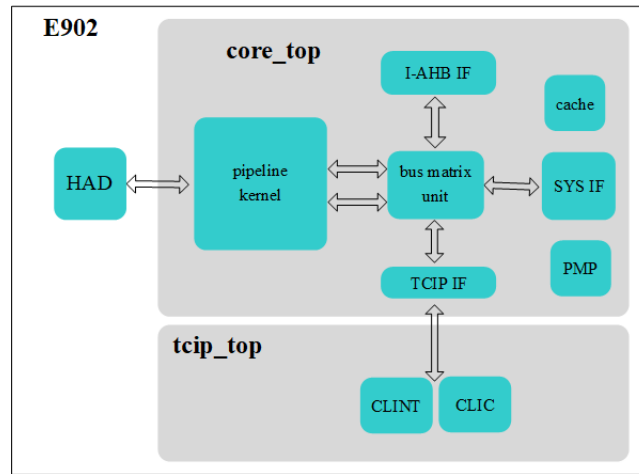 E902
core_top
I-AHB IF
cache
HAD
pipeline
kernel
bus matrix
unit
SYS IF
TCIP IF
PMP
tcip_top
CLINT
CLIC